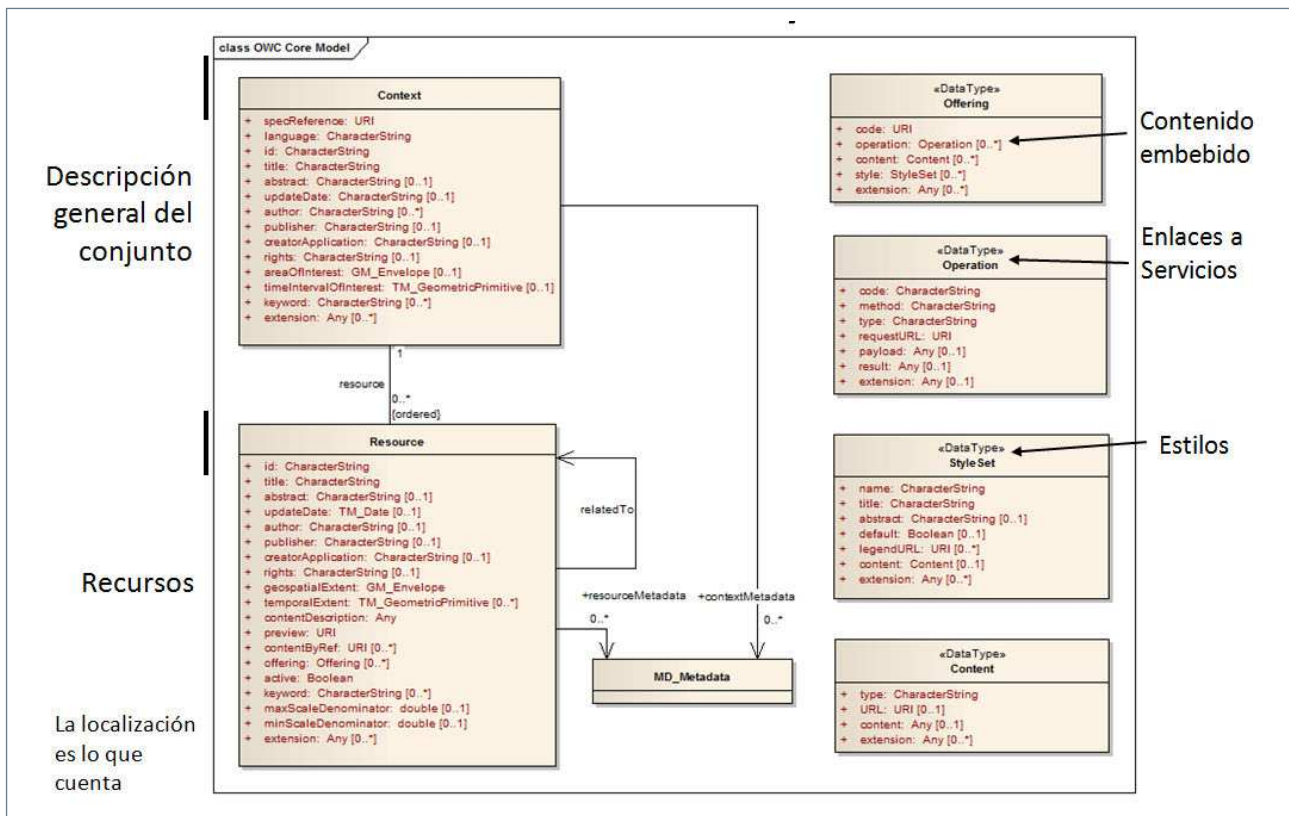 class OWC Core Model
Context
+ specReference: URI
+ language: CharacterString
+ id: CharacterString
+ title: CharacterString
+ abstract: CharacterString [0..1]
+ updateDate: CharacterString [0..1]
+ author: CharacterString [0..*]
+ publisher: CharacterString [0..1]
+ creatorApplication: CharacterString [0..1]
+ rights: CharacterString [0..1]
+ areaOfInterest: GM_Envelope [0..1]
+ timeIntervalOfInterest: TM_GeometricPrimitive [0..1]
+ keyword: CharacterString [0..*]
+ extension: Any [0..*]
Descripción
general del
conjunto
1
resource
0..*
{ordered}
Resource
+ id: CharacterString
+ title: CharacterString
+ abstract: CharacterString [0..1]
+ updateDate: TM_Date [0..1]
+ author: CharacterString [0..1]
+ publisher: CharacterString [0..1]
+ creatorApplication: CharacterString [0..1]
+ rights: CharacterString [0..1]
+ geospatialExtent: GM_Envelope
+ temporalExtent: TM_GeometricPrimitive [0..*]
+ contentDescription: Any
+ preview: URI
+ contentByRef: URI [0..*]
+ offering: Offering [0..*]
+ active: Boolean
+ keyword: CharacterString [0..*]
+ maxScaleDenominator: double [0..1]
+ minScaleDenominator: double [0..1]
+ extension: Any [0..*]
Recursos
La localización
es lo que
cuenta
relatedTo
+resourceMetadata
0..*
+contextMetadata
0..*
MD_Metadata
«DataType»
Offering
+ code: URI
+ operation: Operation [0..*]
+ content: Content [0..*]
+ style: StyleSet [0..*]
+ extension: Any [0..*]
Contenido
embebido
«DataType»
Operation
+ code: CharacterString
+ method: CharacterString
+ type: CharacterString
+ requestURL: URI
+ payload: Any [0..1]
+ result: Any [0..1]
+ extension: Any [0..1]
Enlaces a
Servicios
«DataType»
StyleSet
+ name: CharacterString
+ title: CharacterString
+ abstract: CharacterString [0..1]
+ default: Boolean [0..1]
+ legendURL: URI [0..*]
+ content: Content [0..1]
+ extension: Any [0..*]
Estilos
«DataType»
Content
+ type: CharacterString
+ URL: URI [0..1]
+ content: Any [0..1]
+ extension: Any [0..*]